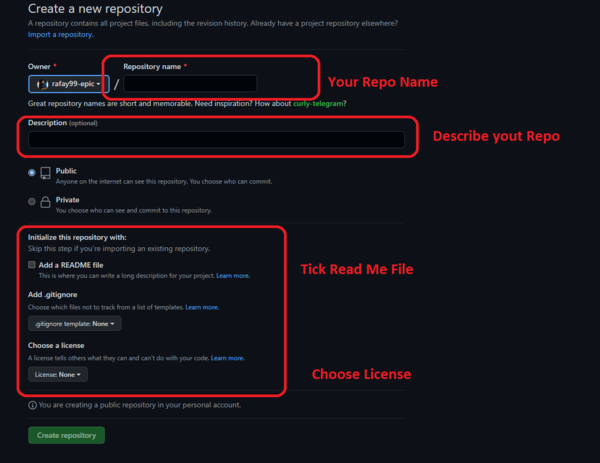 Create a new repository
A repository contains all project files, including the revision history. Already have a project repository elsewhere?
Import a repository.
Owner * Repository name *
rafay99-epic /
Your Repo Name
Great repository names are short and memorable. Need inspiration? How about curly-telegram?
Description (optional)
Describe yout Repo
Public
Anyone on the internet can see this repository. You choose who can commit.
Private
You choose who can see and commit to this repository.
Initialize this repository with:
Skip this step if you're importing an existing repository.
Add a README file
Tick Read Me File
This is where you can write a long description for your project. Learn more.
Add .gitignore
Choose which files not to track from a list of templates. Learn more.
.gitignore template: None
Choose a license
A license tells others what they can and can't do with your code. Learn more.
License: None
Choose License
You are creating a public repository in your personal account.
Create repository